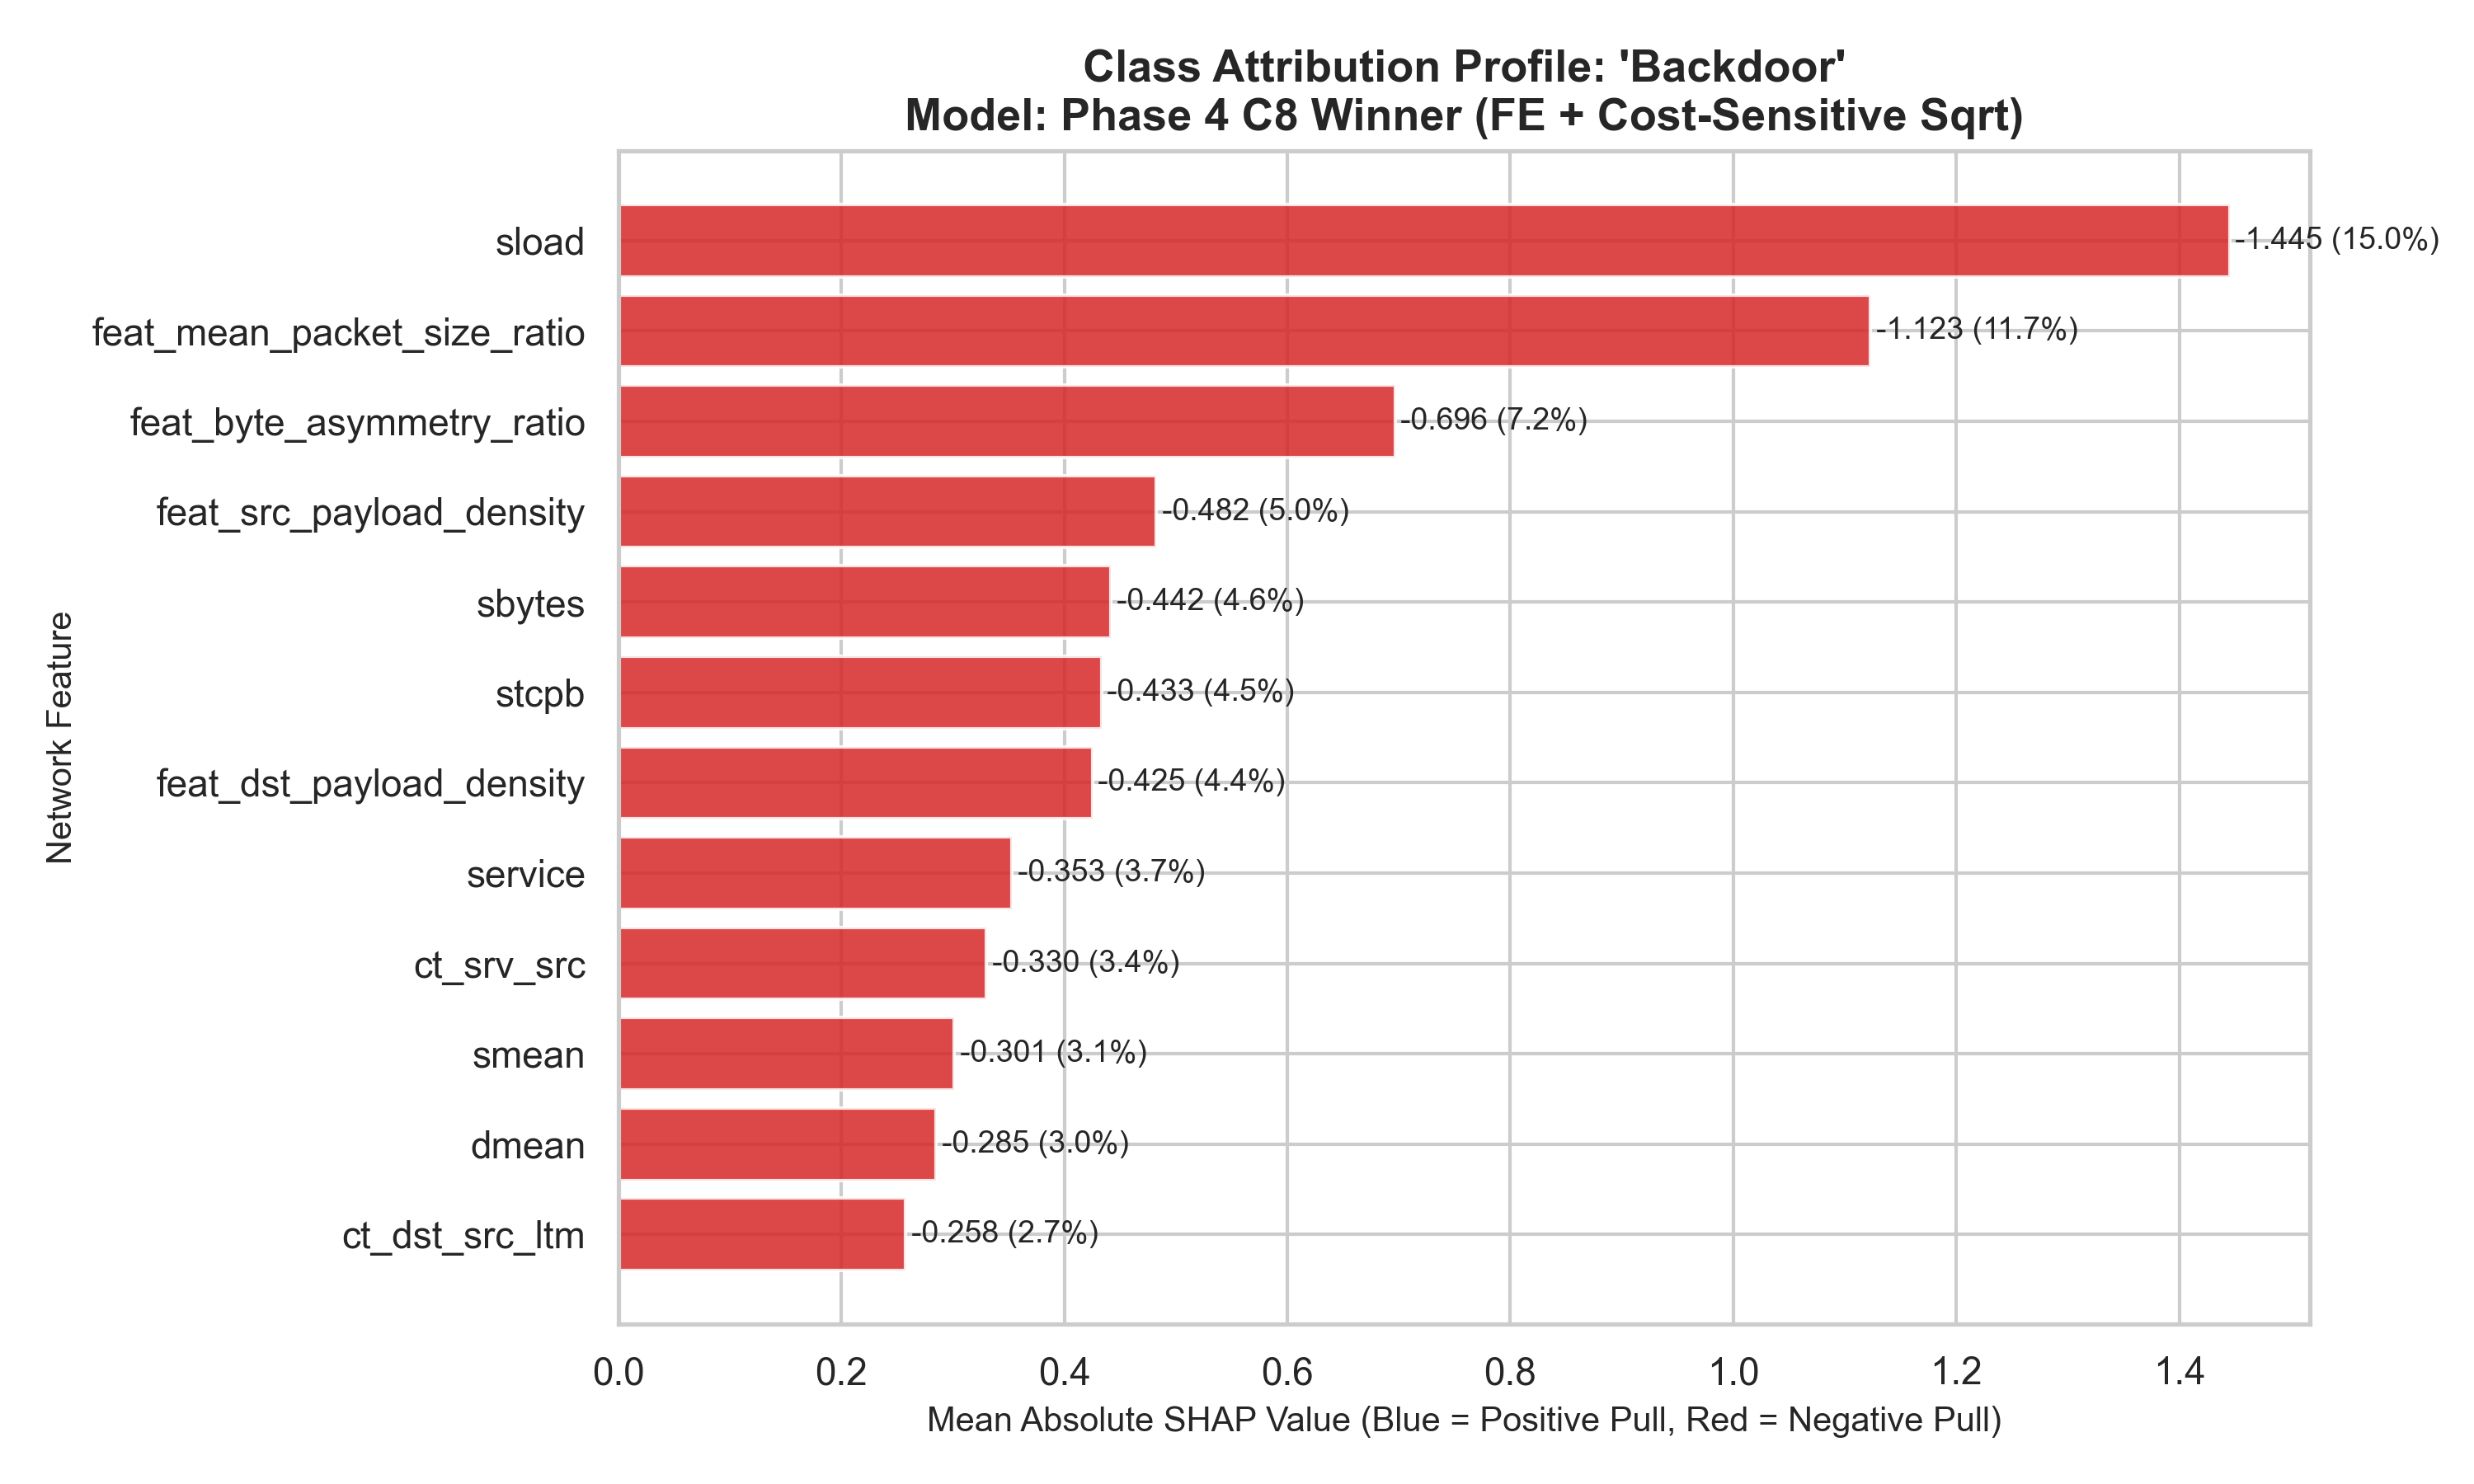 Class Attribution Profile: 'Backdoor'
Model: Phase 4 C8 Winner (FE + Cost-Sensitive Sqrt)
Network Feature
sload -1.445 (15.0%)
feat_mean_packet_size_ratio -1.123 (11.7%)
feat_byte_asymmetry_ratio -0.696 (7.2%)
feat_src_payload_density -0.482 (5.0%)
sbytes -0.442 (4.6%)
stcpb -0.433 (4.5%)
feat_dst_payload_density -0.425 (4.4%)
service -0.353 (3.7%)
ct_srv_src -0.330 (3.4%)
smean -0.301 (3.1%)
dmean -0.285 (3.0%)
ct_dst_src_ltm -0.258 (2.7%)
0.0 0.2 0.4 0.6 0.8 1.0 1.2 1.4
Mean Absolute SHAP Value (Blue = Positive Pull, Red = Negative Pull)